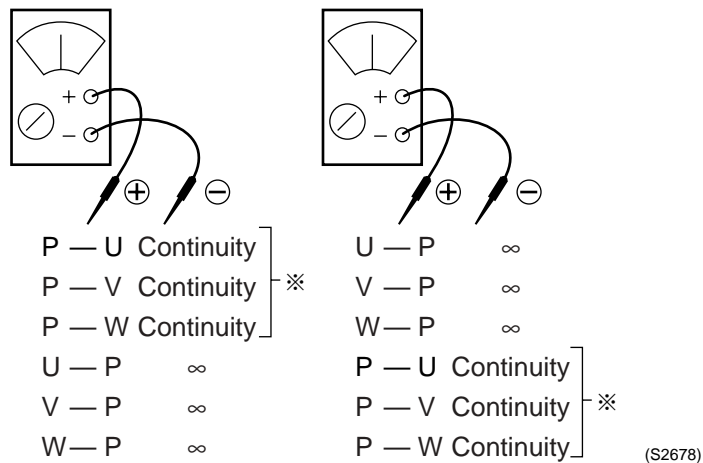 +
–
⊕ ⊖
P — U Continuity
P — V Continuity
P — W Continuity
※
U — P ∞
V — P ∞
W — P ∞
+
–
⊕ ⊖
U — P ∞
V — P ∞
W — P ∞
P — U Continuity
P — V Continuity
P — W Continuity
※
(S2678)